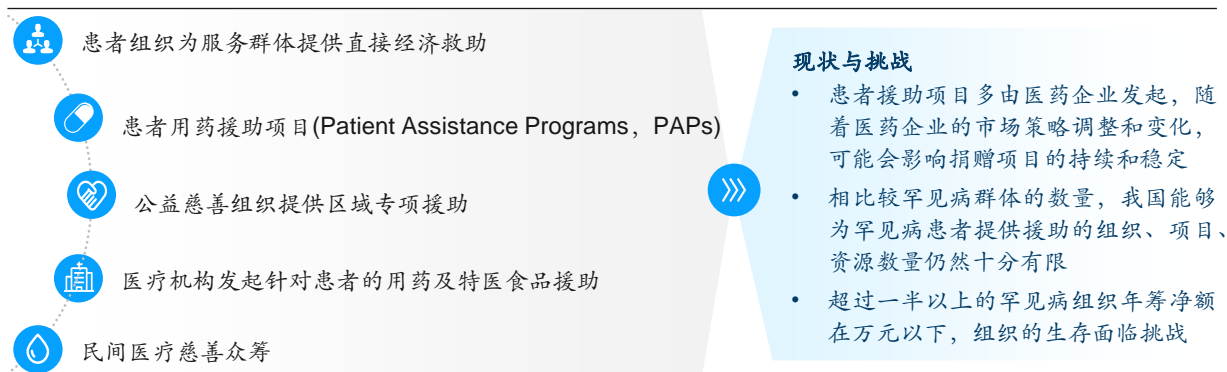 患者组织为服务群体提供直接经济救助
患者用药援助项目(Patient Assistance Programs，PAPs)
公益慈善组织提供区域专项援助
医疗机构发起针对患者的用药及特医食品援助
民间医疗慈善众筹
现状与挑战
• 患者援助项目多由医药企业发起，随
着医药企业的市场策略调整和变化，
可能会影响捐赠项目的持续和稳定
• 相比较罕见病群体的数量，我国能够
为罕见病患者提供援助的组织、项目、
资源数量仍然十分有限
• 超过一半以上的罕见病组织年筹净额
在万元以下，组织的生存面临挑战